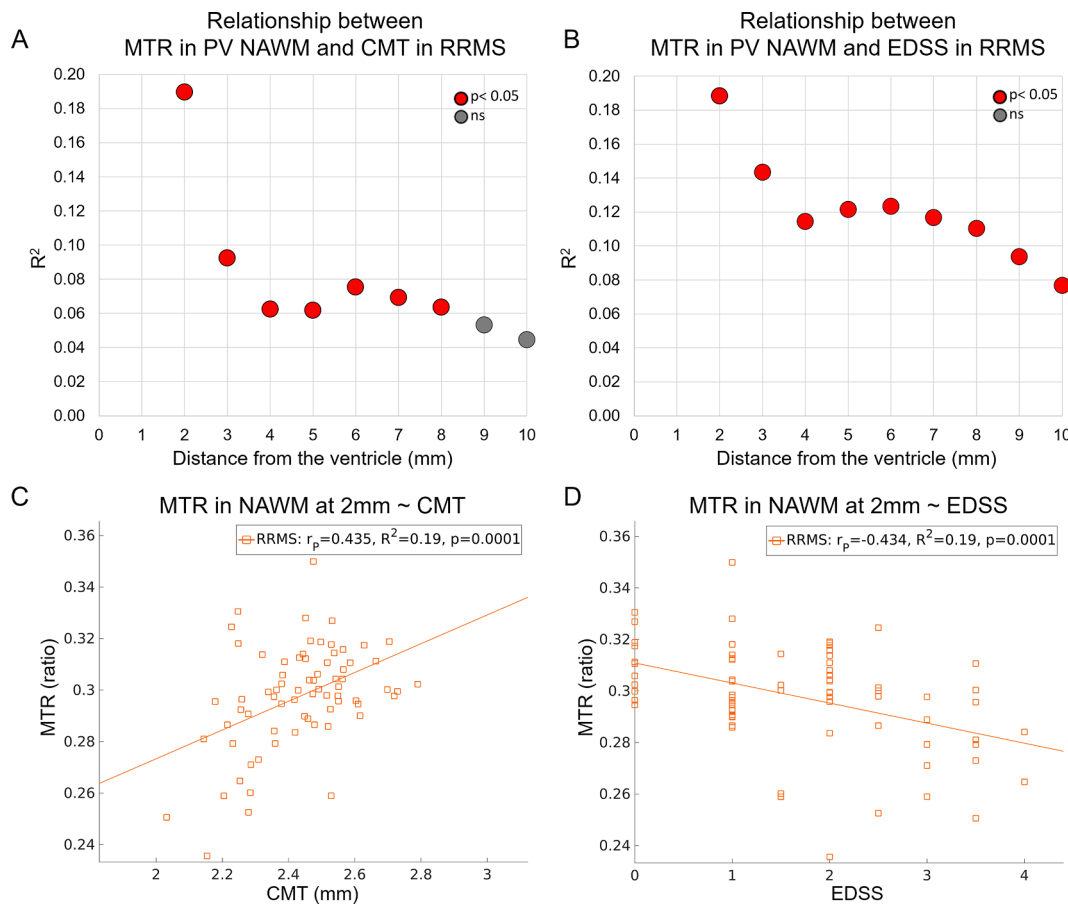 A
Relationship between
MTR in PV NAWM and CMT in RRMS
0.20
0.18
0.16
0.14
0.12
0.10
0.08
0.06
0.04
0.02
0.00
R²
p< 0.05
ns
0 1 2 3 4 5 6 7 8 9 10
Distance from the ventricle (mm)
B
Relationship between
MTR in PV NAWM and EDSS in RRMS
0.20
0.18
0.16
0.14
0.12
0.10
0.08
0.06
0.04
0.02
0.00
R²
p< 0.05
ns
0 1 2 3 4 5 6 7 8 9 10
Distance from the ventricle (mm)
C
MTR in NAWM at 2mm ~ CMT
0.36
0.34
0.32
0.3
0.28
0.26
0.24
MTR (ratio)
RRMS: rP=0.435, R²=0.19, p=0.0001
2 2.2 2.4 2.6 2.8 3
CMT (mm)
D
MTR in NAWM at 2mm ~ EDSS
0.36
0.34
0.32
0.3
0.28
0.26
0.24
MTR (ratio)
RRMS: rP=-0.434, R²=0.19, p=0.0001
0 1 2 3 4
EDSS